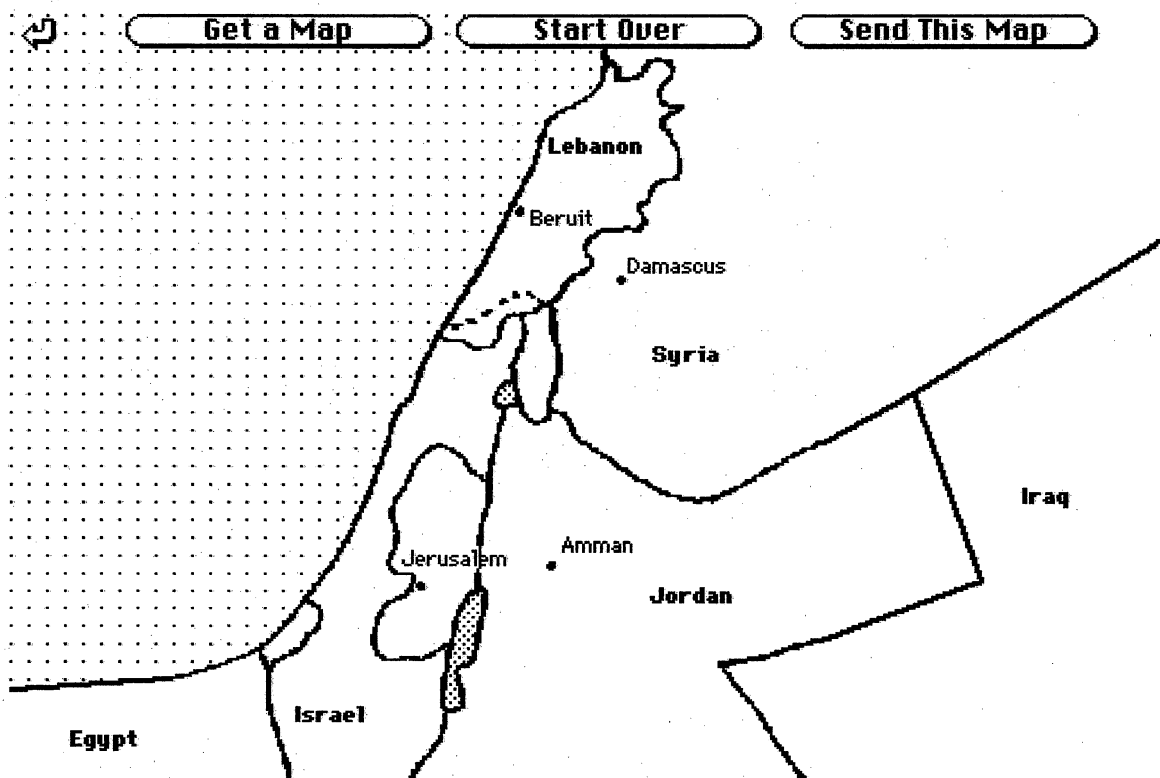 Get a Map
Start Over
Send This Map
Lebanon
Beruit
Damascus
Syria
Iraq
Jerusalem
Amman
Jordan
Israel
Egypt